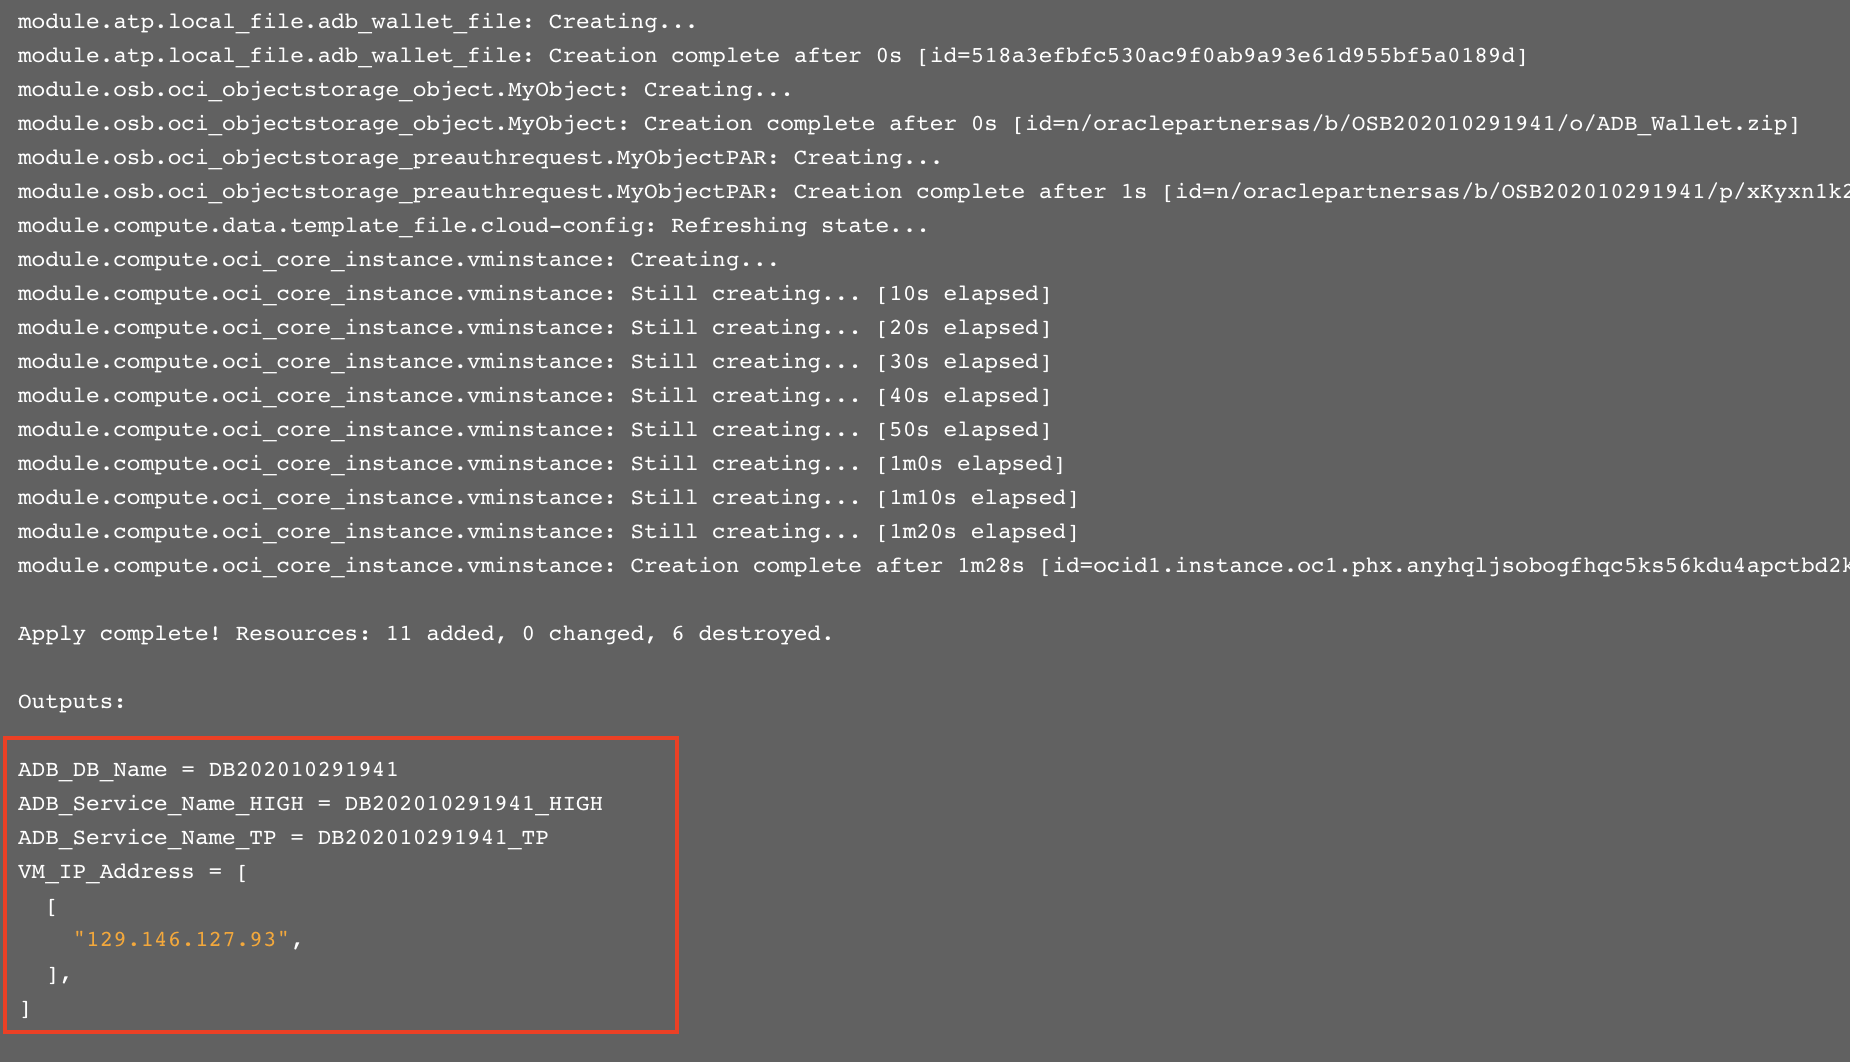 module.atp.local_file.adb_wallet_file: Creating...
module.atp.local_file.adb_wallet_file: Creation complete after 0s [id=518a3efbfc530ac9f0ab9a93e61d955bf5a0189d]
module.osb.oci_objectstorage_object.MyObject: Creating...
module.osb.oci_objectstorage_object.MyObject: Creation complete after 0s [id=n/oraclepartnersas/b/OSB202010291941/o/ADB_Wallet.zip]
module.osb.oci_objectstorage_preauthrequest.MyObjectPAR: Creating...
module.osb.oci_objectstorage_preauthrequest.MyObjectPAR: Creation complete after 1s [id=n/oraclepartnersas/b/OSB202010291941/p/xKyxn1k2
module.compute.data.template_file.cloud-config: Refreshing state...
module.compute.oci_core_instance.vminstance: Creating...
module.compute.oci_core_instance.vminstance: Still creating... [10s elapsed]
module.compute.oci_core_instance.vminstance: Still creating... [20s elapsed]
module.compute.oci_core_instance.vminstance: Still creating... [30s elapsed]
module.compute.oci_core_instance.vminstance: Still creating... [40s elapsed]
module.compute.oci_core_instance.vminstance: Still creating... [50s elapsed]
module.compute.oci_core_instance.vminstance: Still creating... [1m0s elapsed]
module.compute.oci_core_instance.vminstance: Still creating... [1m10s elapsed]
module.compute.oci_core_instance.vminstance: Still creating... [1m20s elapsed]
module.compute.oci_core_instance.vminstance: Creation complete after 1m28s [id=ocid1.instance.oc1.phx.anyhqljsobogfhqc5ks56kdu4apctbd2k
Apply complete! Resources: 11 added, 0 changed, 6 destroyed.
Outputs:
ADB_DB_Name = DB202010291941
ADB_Service_Name_HIGH = DB202010291941_HIGH
ADB_Service_Name_TP = DB202010291941_TP
VM_IP_Address = [
  [
    "129.146.127.93",
  ],
]